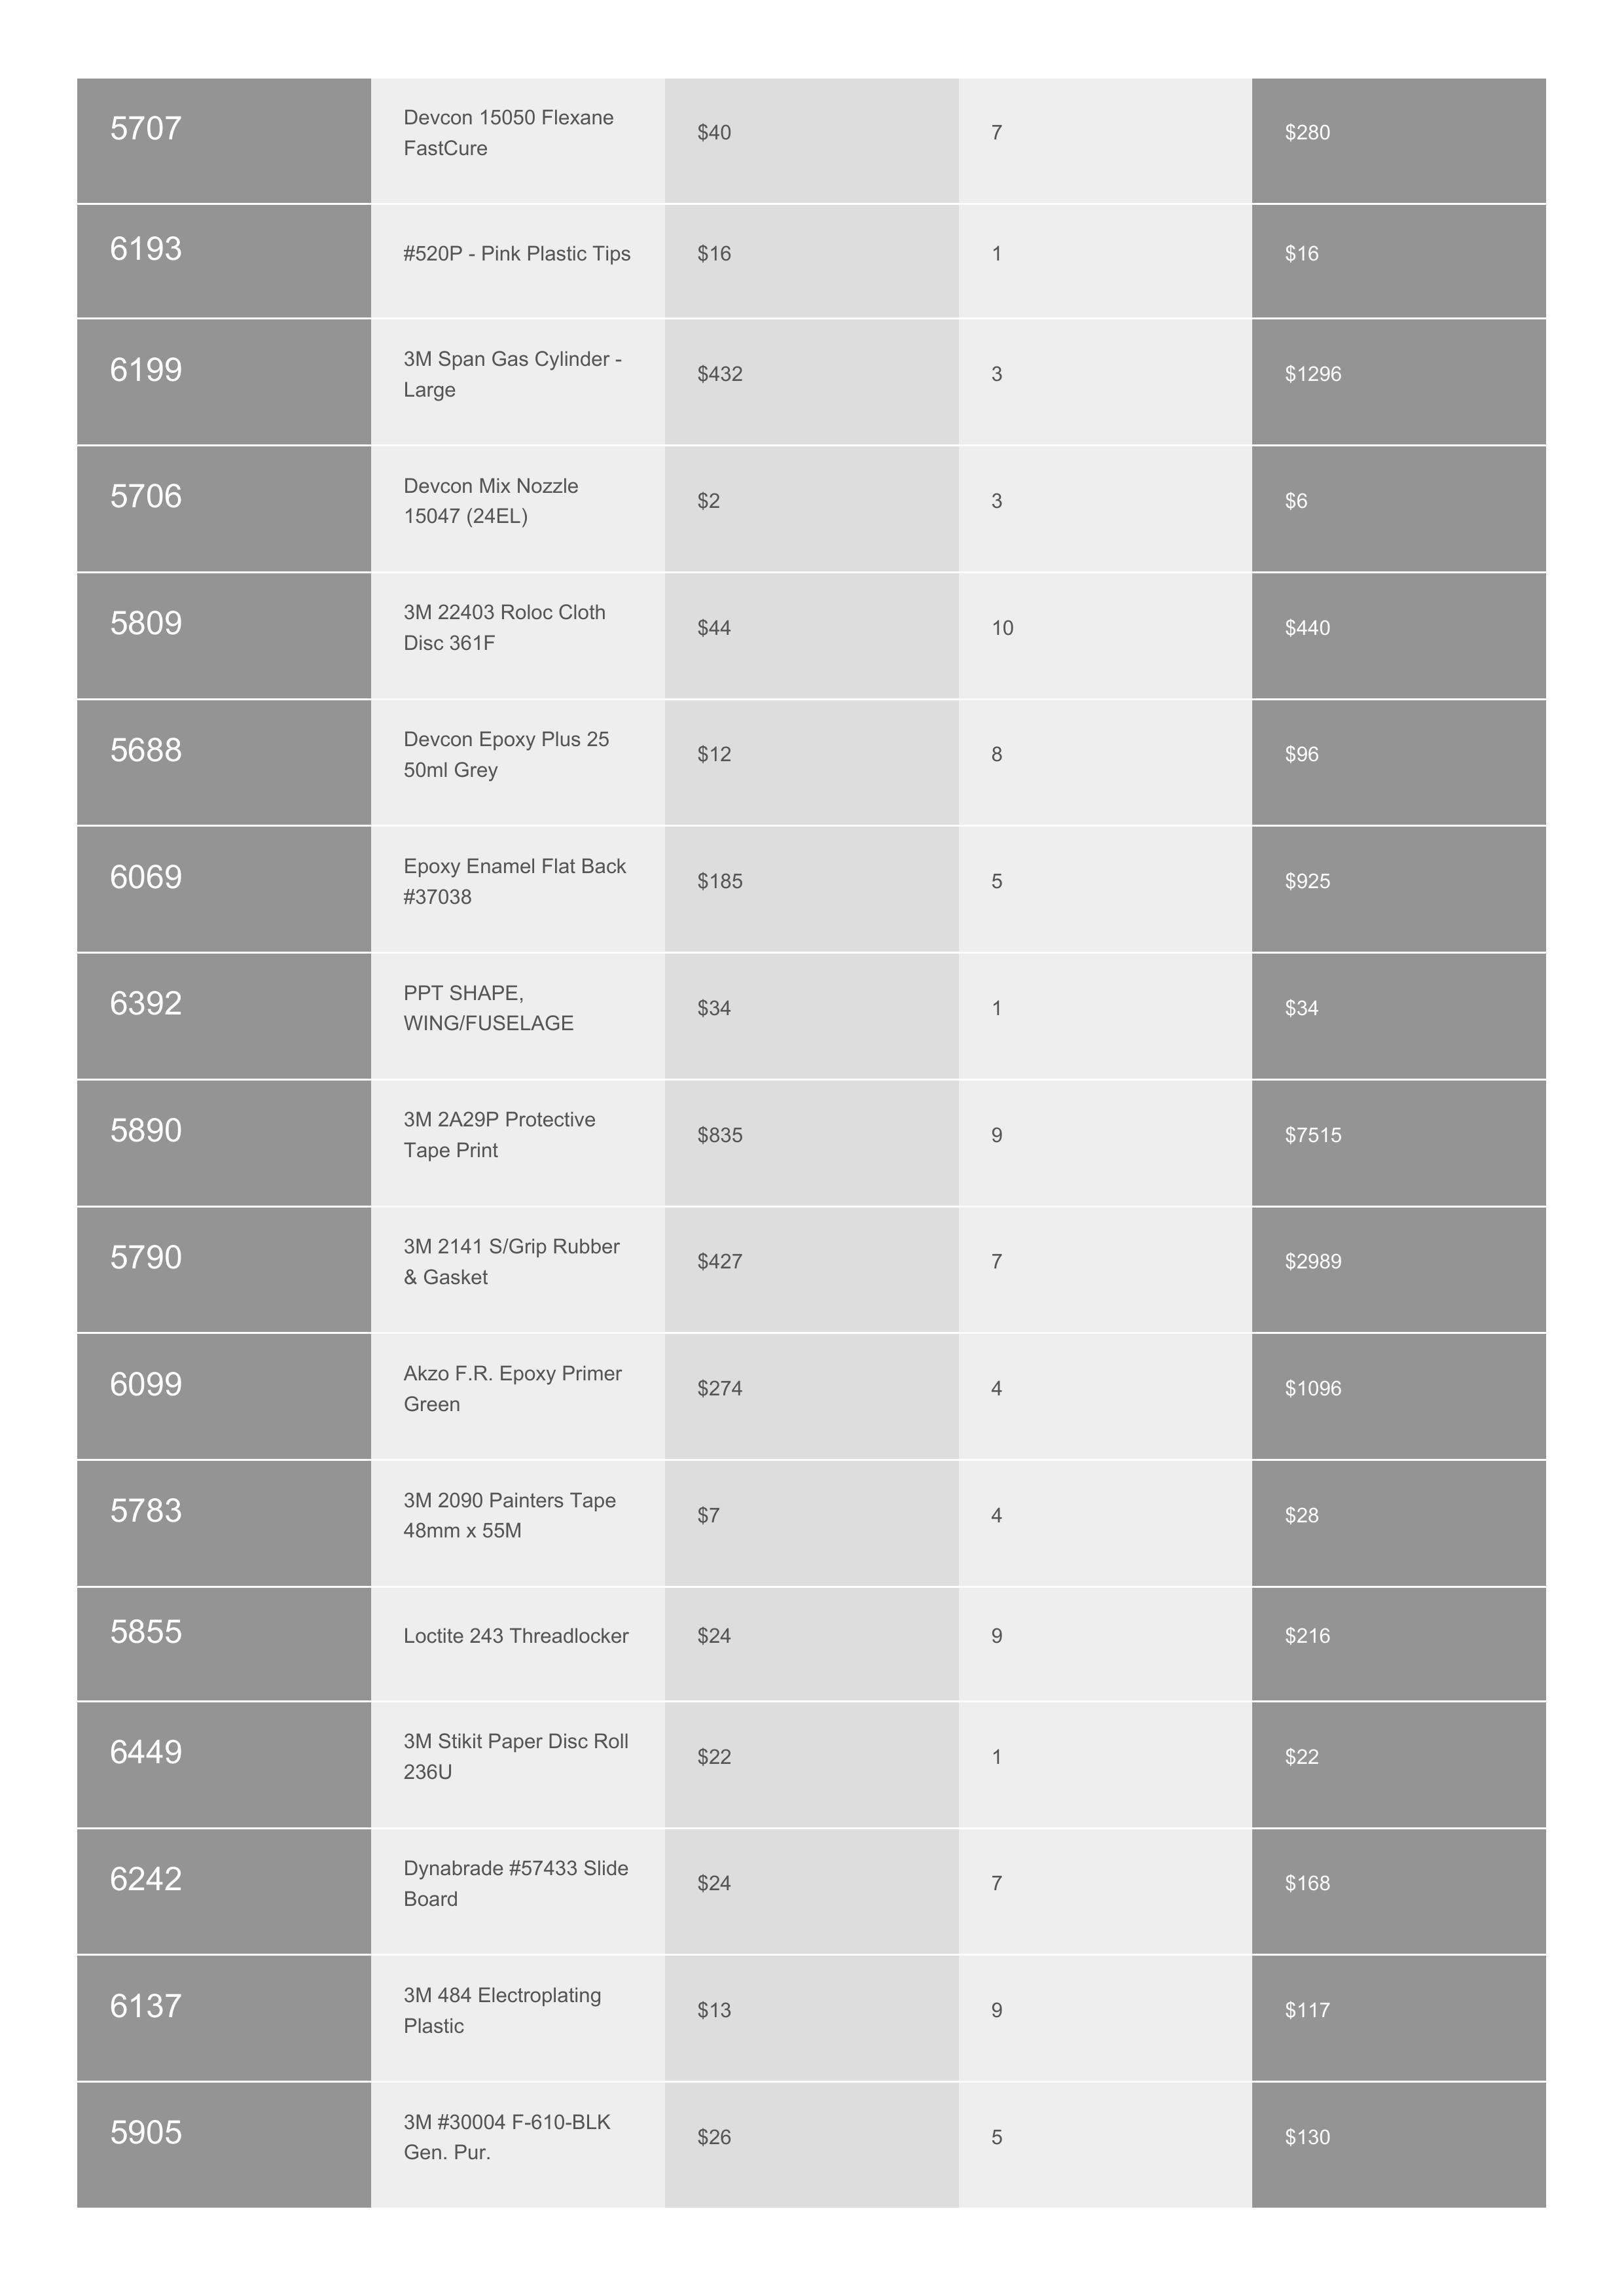 5707 Devcon 15050 Flexane $40 7 $280
FastCure
6193 #520P - Pink Plastic Tips $16 1 $16
6199 3M Span Gas Cylinder - $432 3 $1296
Large
5706 Devcon Mix Nozzle $2 3 $6
15047 (24EL)
5809 3M 22403 Roloc Cloth $44 10 $440
Disc 361F
5688 Devcon Epoxy Plus 25 $12 8 $96
50ml Grey
6069 Epoxy Enamel Flat Back $185 5 $925
#37038
6392 PPT SHAPE, $34 1 $34
WING/FUSELAGE
5890 3M 2A29P Protective $835 9 $7515
Tape Print
5790 3M 2141 S/Grip Rubber $427 7 $2989
& Gasket
6099 Akzo F.R. Epoxy Primer $274 4 $1096
Green
5783 3M 2090 Painters Tape $7 4 $28
48mm x 55M
5855 Loctite 243 Threadlocker $24 9 $216
6449 3M Stikit Paper Disc Roll $22 1 $22
236U
6242 Dynabrade #57433 Slide $24 7 $168
Board
6137 3M 484 Electroplating $13 9 $117
Plastic
5905 3M #30004 F-610-BLK $26 5 $130
Gen. Pur.